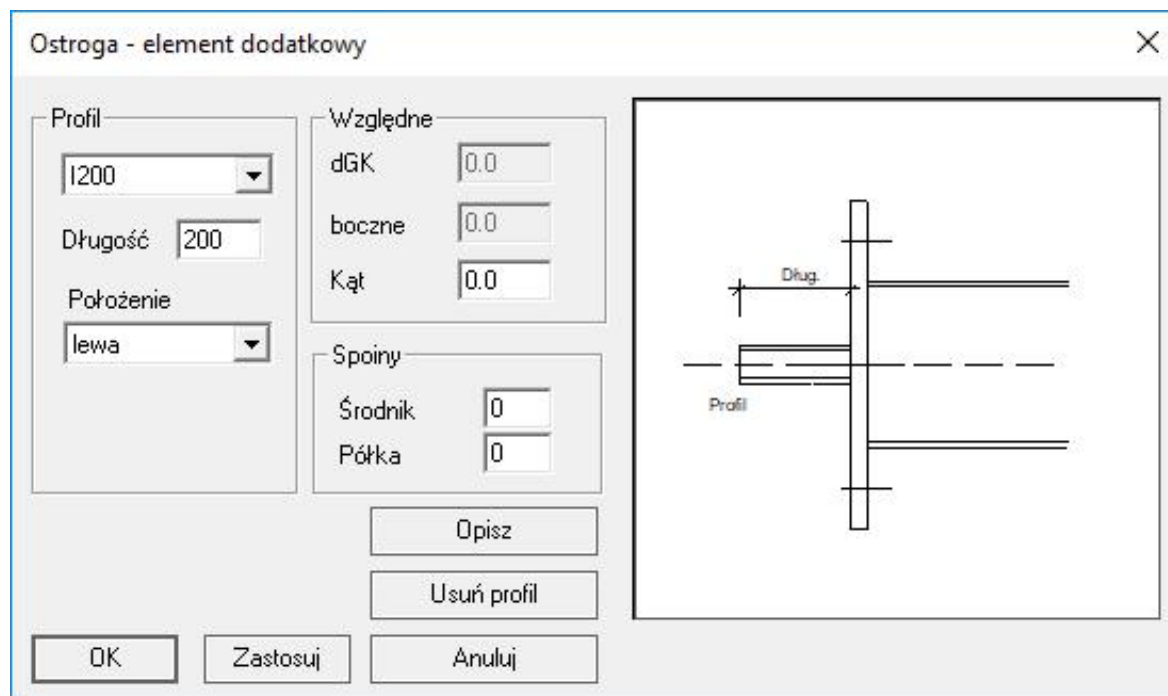 Ostroga - element dodatkowy
Profil
I200
Długość 200
Położenie
lewa
Względne
dGK 0.0
boczne 0.0
Kąt 0.0
Spoiny
Środnik 0
Półka 0
Opisz
Usuń profil
OK Zastosuj Anuluj
Dług.
Profil